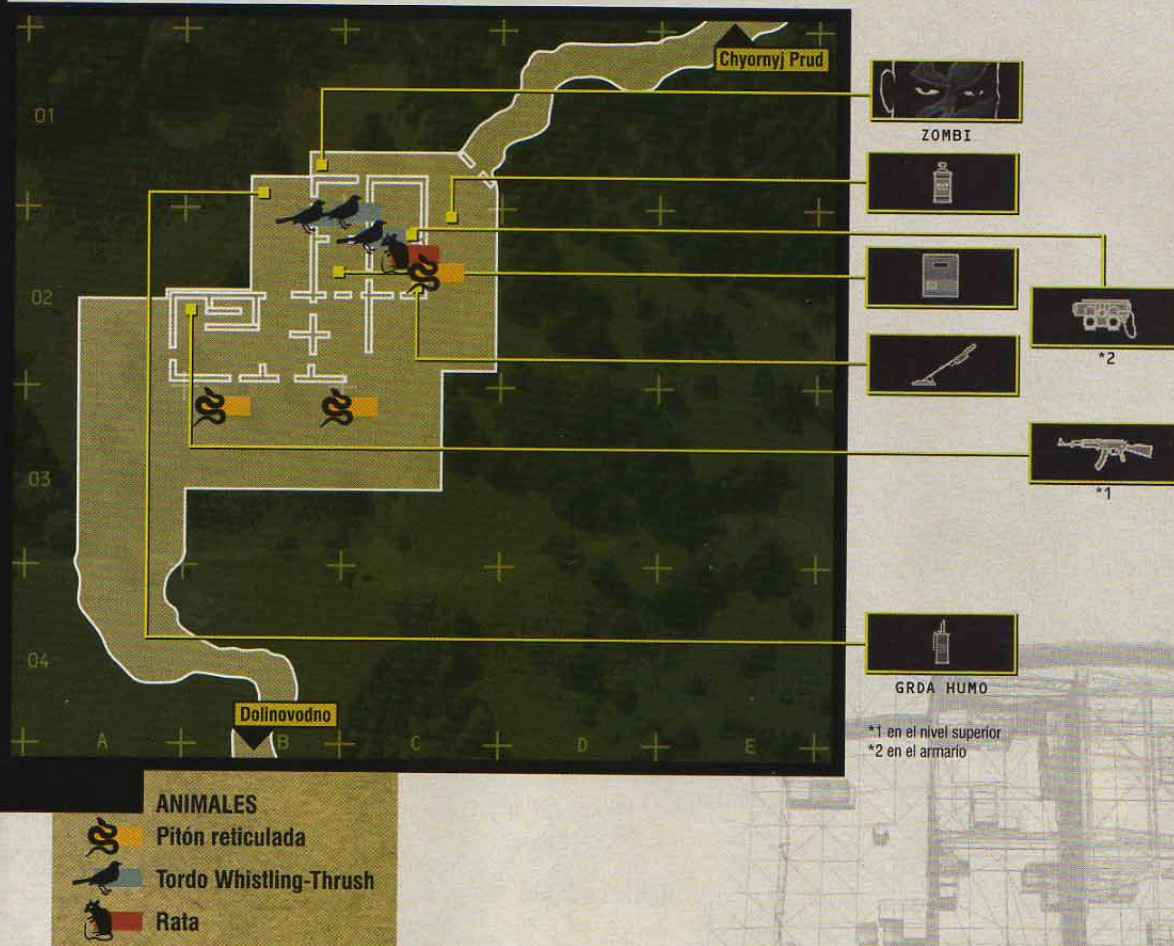 Chyornyj Prud
01
ZOMBI
02
*2
03
*1
04
GRDA HUMO
Dolinovodno
A B C D E
*1 en el nivel superior
*2 en el armario
ANIMALES
Pitón reticulada
Tordo Whistling-Thrush
Rata